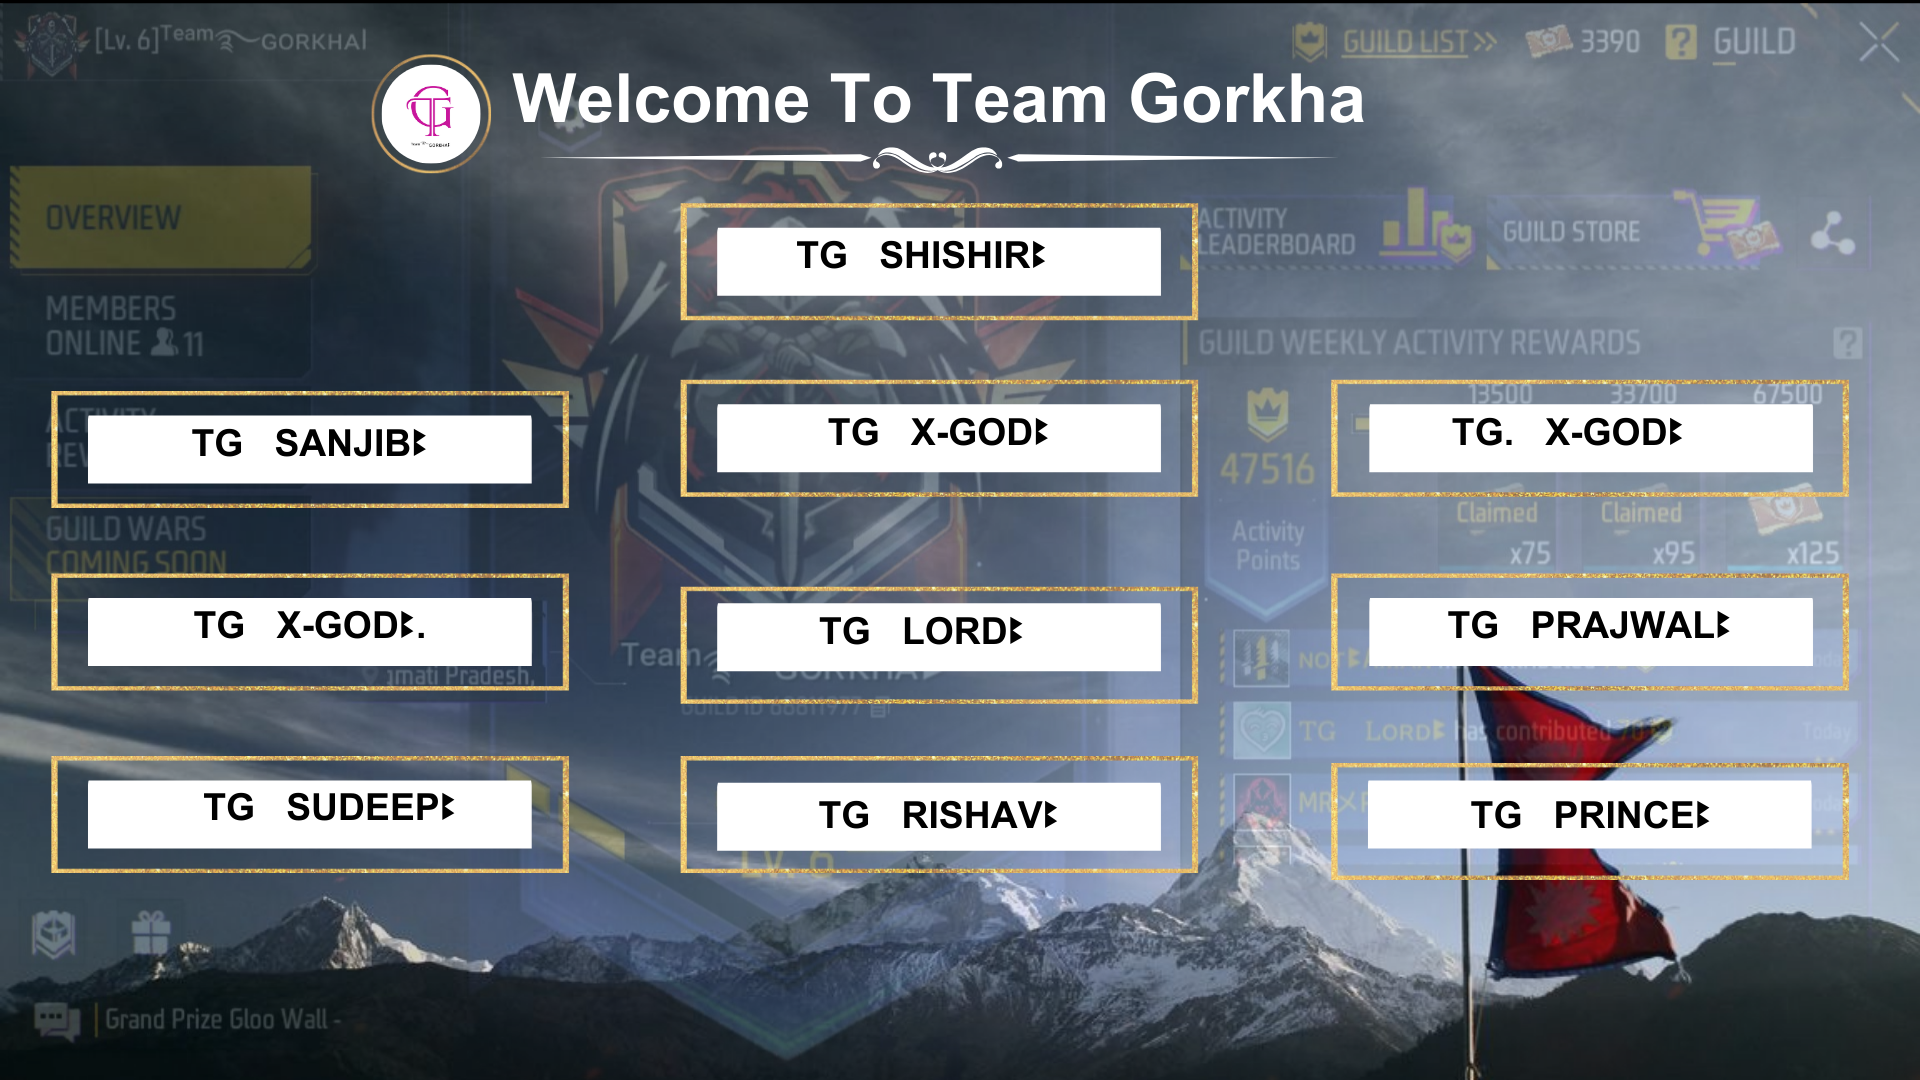 [Lv. 6]Team GORKHA
GUILD LIST >>
3390
? GUILD
Welcome To Team Gorkha
OVERVIEW
MEMBERS
ONLINE 11
GUILD WARS
COMING SOON
ACTIVITY
LEADERBOARD
GUILD STORE
GUILD WEEKLY ACTIVITY REWARDS ?
13500 33700 67500
47516
Activity
Points
Claimed Claimed
x75 x95 x125
TG SHISHIR
TG SANJIB
TG X-GOD
TG. X-GOD
TG X-GOD.
TG LORD
TG PRAJWAL
TG SUDEEP
TG RISHAV
TG PRINCE
Team GORKHA
TG LORD has contributed 70
Today
Grand Prize Gloo Wall -